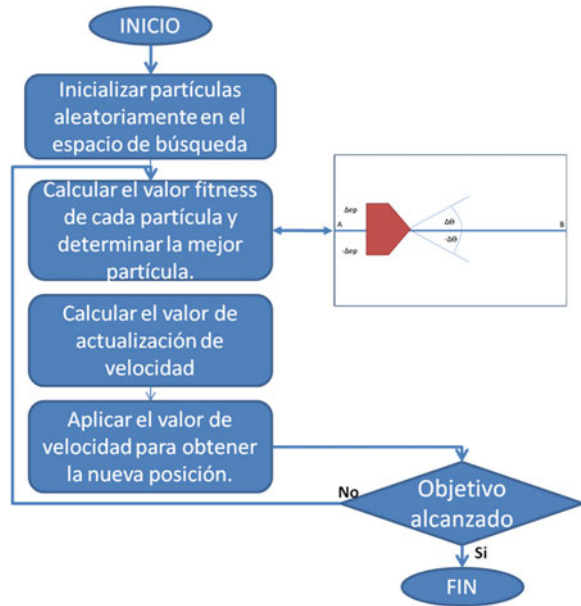 INICIO
Inicializar partículas
aleatoriamente en el
espacio de búsqueda
Calcular el valor fitness
de cada partícula y
determinar la mejor
partícula.
Δep
A
-Δep
Δθ
-Δθ
B
Calcular el valor de
actualización de
velocidad
Aplicar el valor de
velocidad para obtener
la nueva posición.
No
Objetivo
alcanzado
Si
FIN